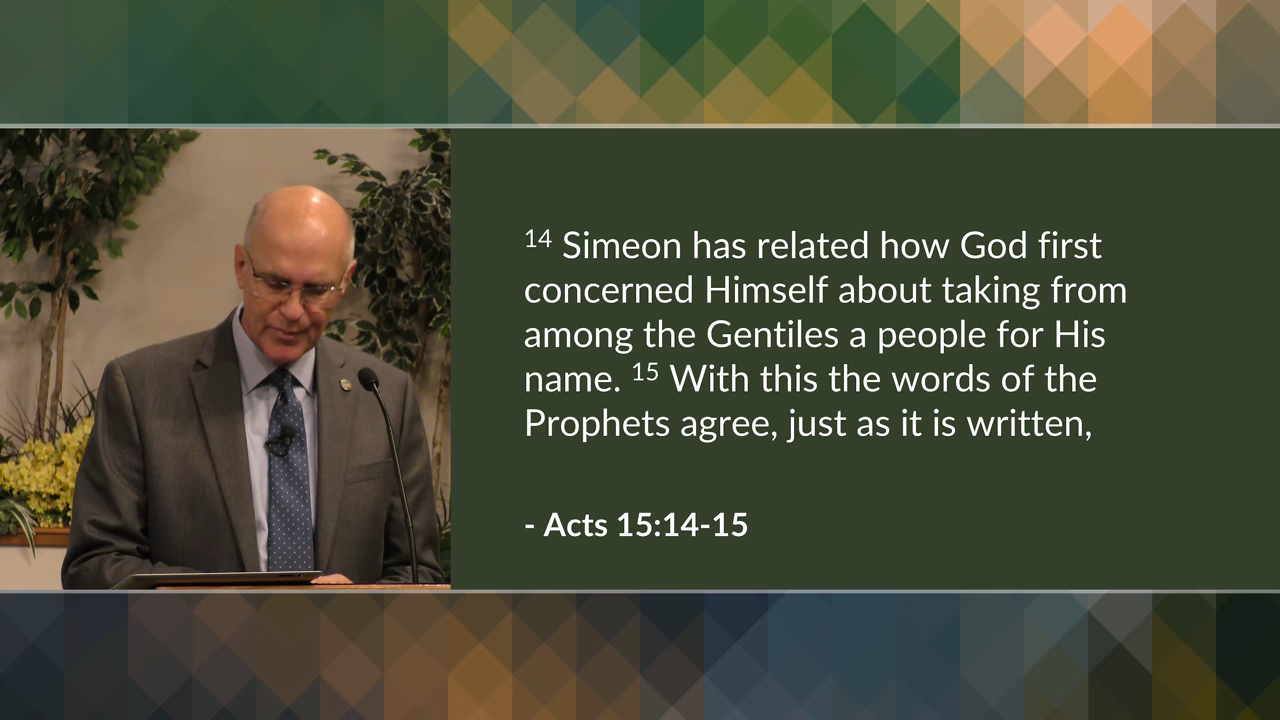 14 Simeon has related how God first
concerned Himself about taking from
among the Gentiles a people for His
name. 15 With this the words of the
Prophets agree, just as it is written,
- Acts 15:14-15